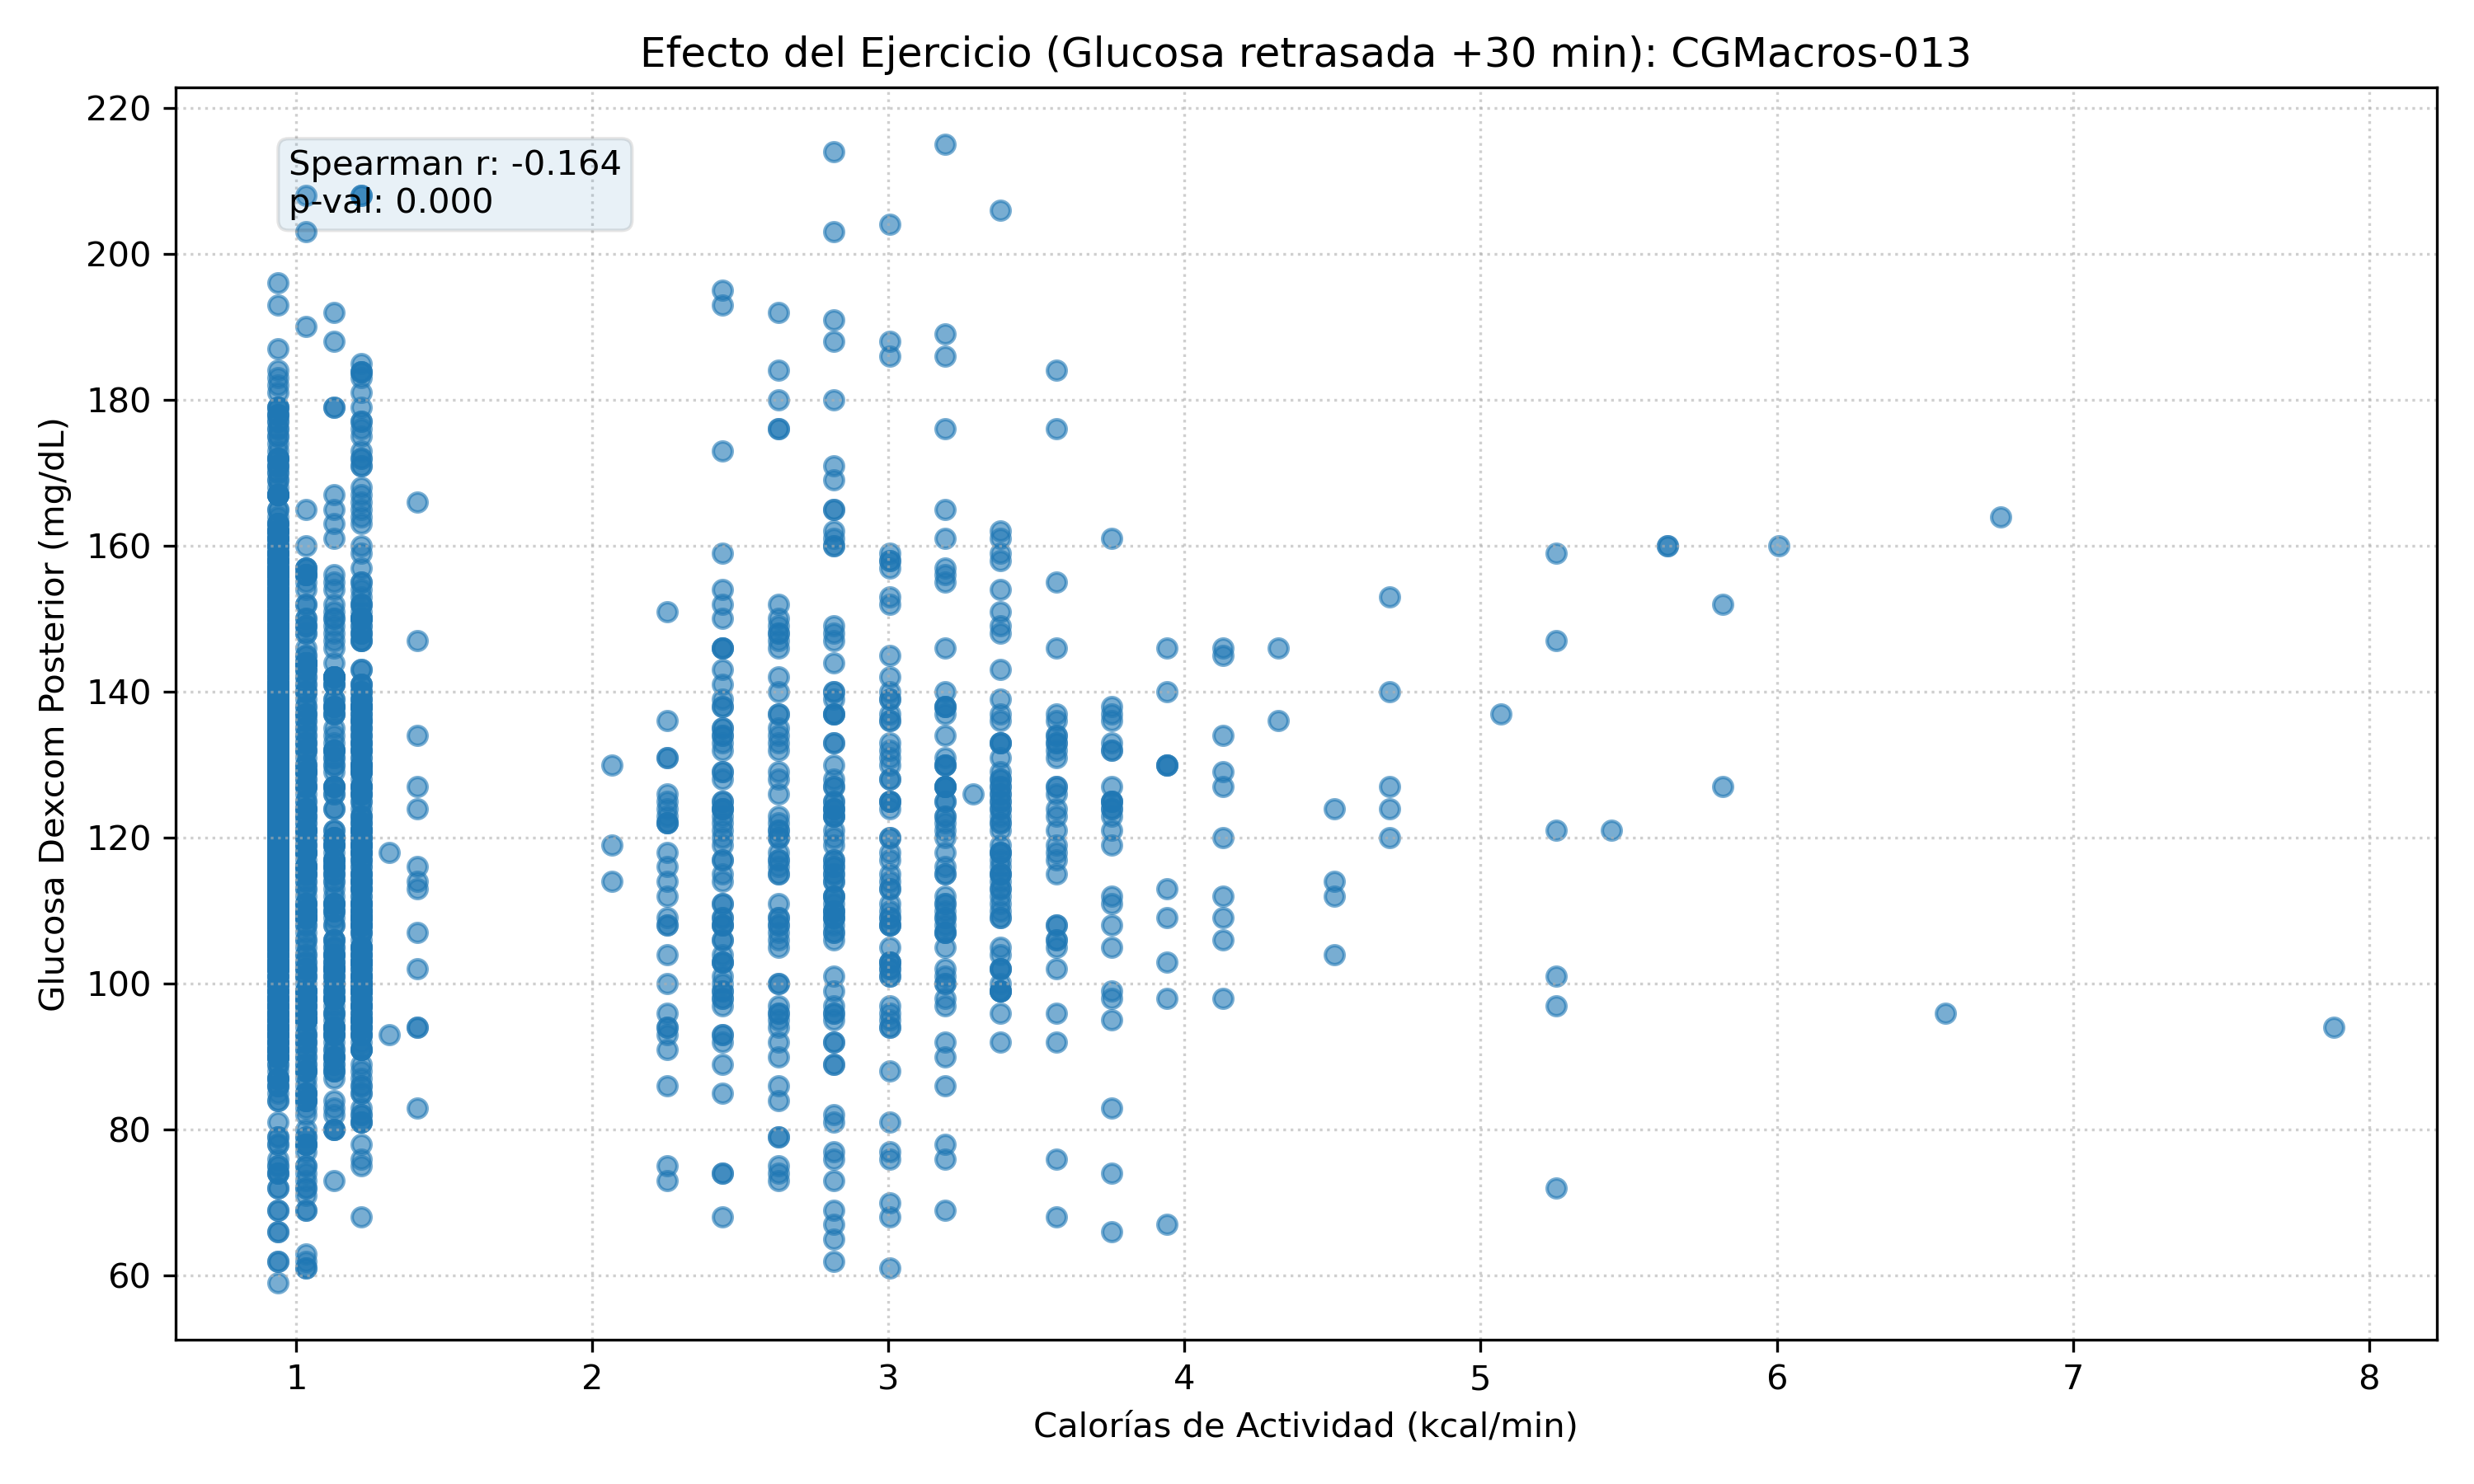 Efecto del Ejercicio (Glucosa retrasada +30 min): CGMacros-013
Spearman r: -0.164
p-val: 0.000
Glucosa Dexcom Posterior (mg/dL)
220
200
180
160
140
120
100
80
60
1 2 3 4 5 6 7 8
Calorías de Actividad (kcal/min)